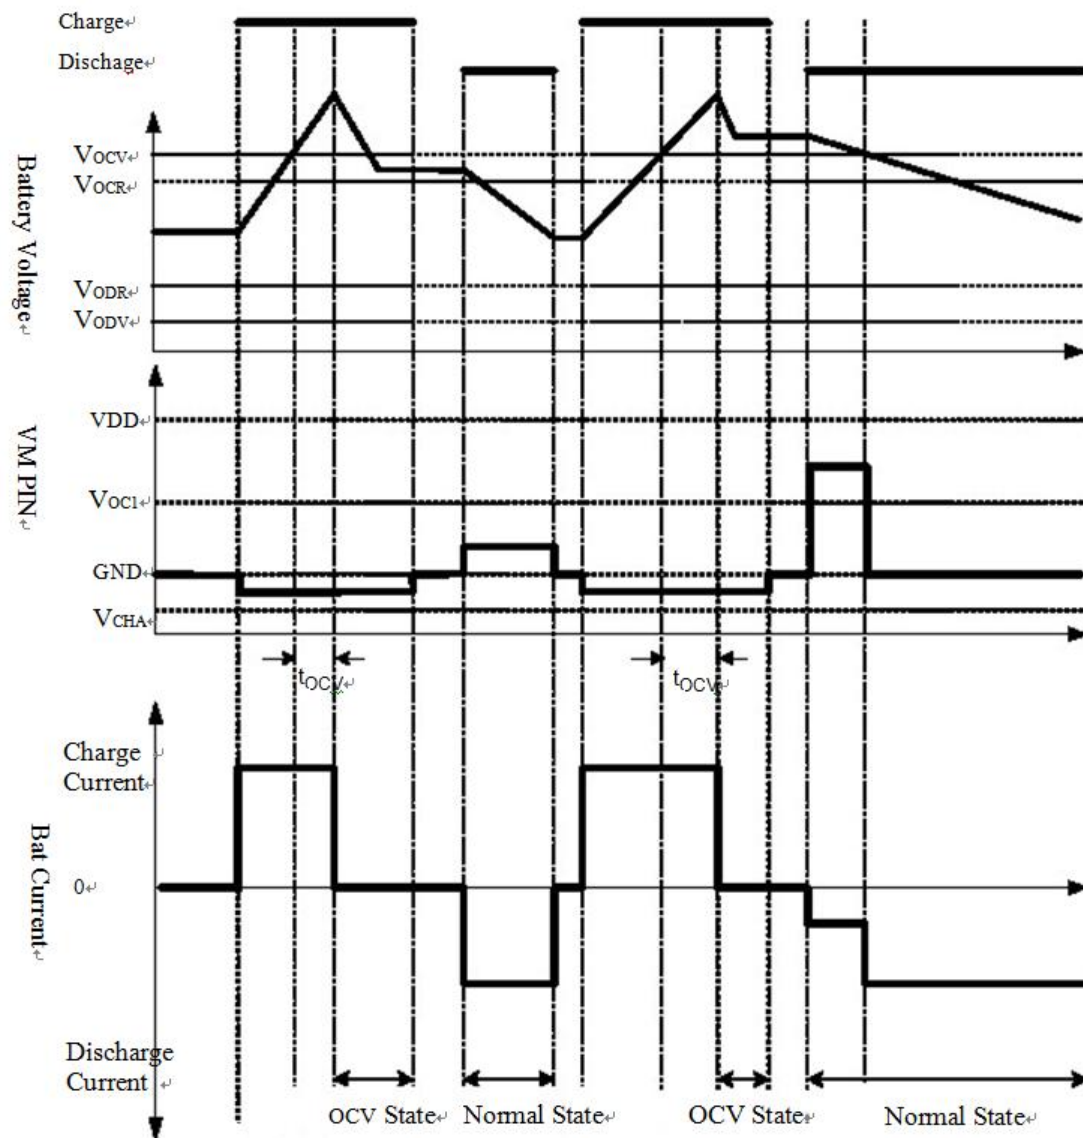 Charge↵
Dischage↵
Battery Voltage↵
VOCV↵
VOCR↵
VODR↵
VODV↵
VM PIN↵
VDD↵
VOC1↵
GND↵
VCHA↵
tOCV↵ tOCV↵
Bat Current↵
Charge ↵
Current↵
0↵
Discharge
Current ↵
OCV State↵ Normal State↵ OCV State↵ Normal State↵